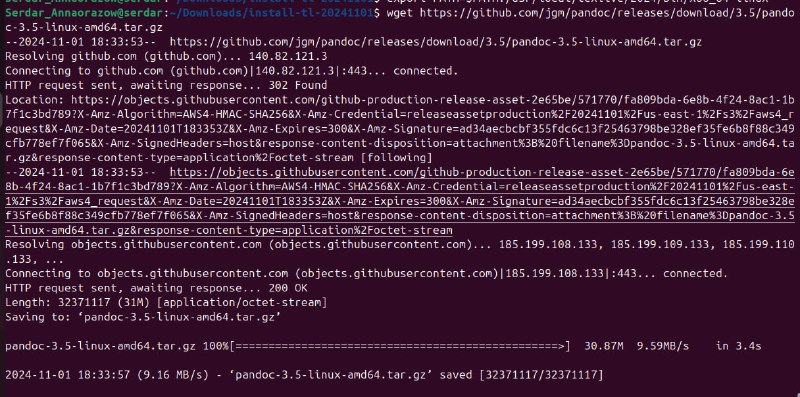 Serdar_Annaorazow@serdar:~/Downloads/install-tl-20241101$ wget https://github.com/jgm/pandoc/releases/download/3.5/pando
c-3.5-linux-amd64.tar.gz
--2024-11-01 18:33:53--  https://github.com/jgm/pandoc/releases/download/3.5/pandoc-3.5-linux-amd64.tar.gz
Resolving github.com (github.com)... 140.82.121.3
Connecting to github.com (github.com)|140.82.121.3|:443... connected.
HTTP request sent, awaiting response... 302 Found
Location: https://objects.githubusercontent.com/github-production-release-asset-2e65be/571770/fa809bda-6e8b-4f24-8ac1-1b
7f1c3bd789?X-Amz-Algorithm=AWS4-HMAC-SHA256&X-Amz-Credential=releaseassetproduction%2F20241101%2Fus-east-1%2Fs3%2Faws4_r
equest&X-Amz-Date=20241101T183353Z&X-Amz-Expires=300&X-Amz-Signature=ad34aecbcbf355fdc6c13f25463798be328ef35fe6b8f88c349
cfb778ef7f065&X-Amz-SignedHeaders=host&response-content-disposition=attachment%3B%20filename%3Dpandoc-3.5-linux-amd64.ta
r.gz&response-content-type=application%2Foctet-stream [following]
--2024-11-01 18:33:53--  https://objects.githubusercontent.com/github-production-release-asset-2e65be/571770/fa809bda-6e
8b-4f24-8ac1-1b7f1c3bd789?X-Amz-Algorithm=AWS4-HMAC-SHA256&X-Amz-Credential=releaseassetproduction%2F20241101%2Fus-east-
1%2Fs3%2Faws4_request&X-Amz-Date=20241101T183353Z&X-Amz-Expires=300&X-Amz-Signature=ad34aecbcbf355fdc6c13f25463798be328e
f35fe6b8f88c349cfb778ef7f065&X-Amz-SignedHeaders=host&response-content-disposition=attachment%3B%20filename%3Dpandoc-3.5
-linux-amd64.tar.gz&response-content-type=application%2Foctet-stream
Resolving objects.githubusercontent.com (objects.githubusercontent.com)... 185.199.108.133, 185.199.109.133, 185.199.110
.133, ...
Connecting to objects.githubusercontent.com (objects.githubusercontent.com)|185.199.108.133|:443... connected.
HTTP request sent, awaiting response... 200 OK
Length: 32371117 (31M) [application/octet-stream]
Saving to: ‘pandoc-3.5-linux-amd64.tar.gz’
pandoc-3.5-linux-amd64.tar.gz 100%[=================================================>]  30.87M  9.59MB/s    in 3.4s
2024-11-01 18:33:57 (9.16 MB/s) - ‘pandoc-3.5-linux-amd64.tar.gz’ saved [32371117/32371117]